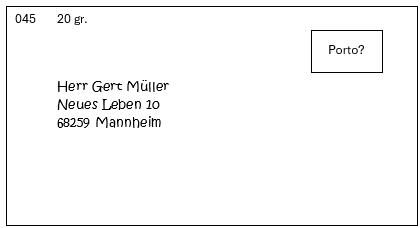 045 20 gr.
Porto?
Herr Gert Müller
Neues Leben 10
68259 Mannheim